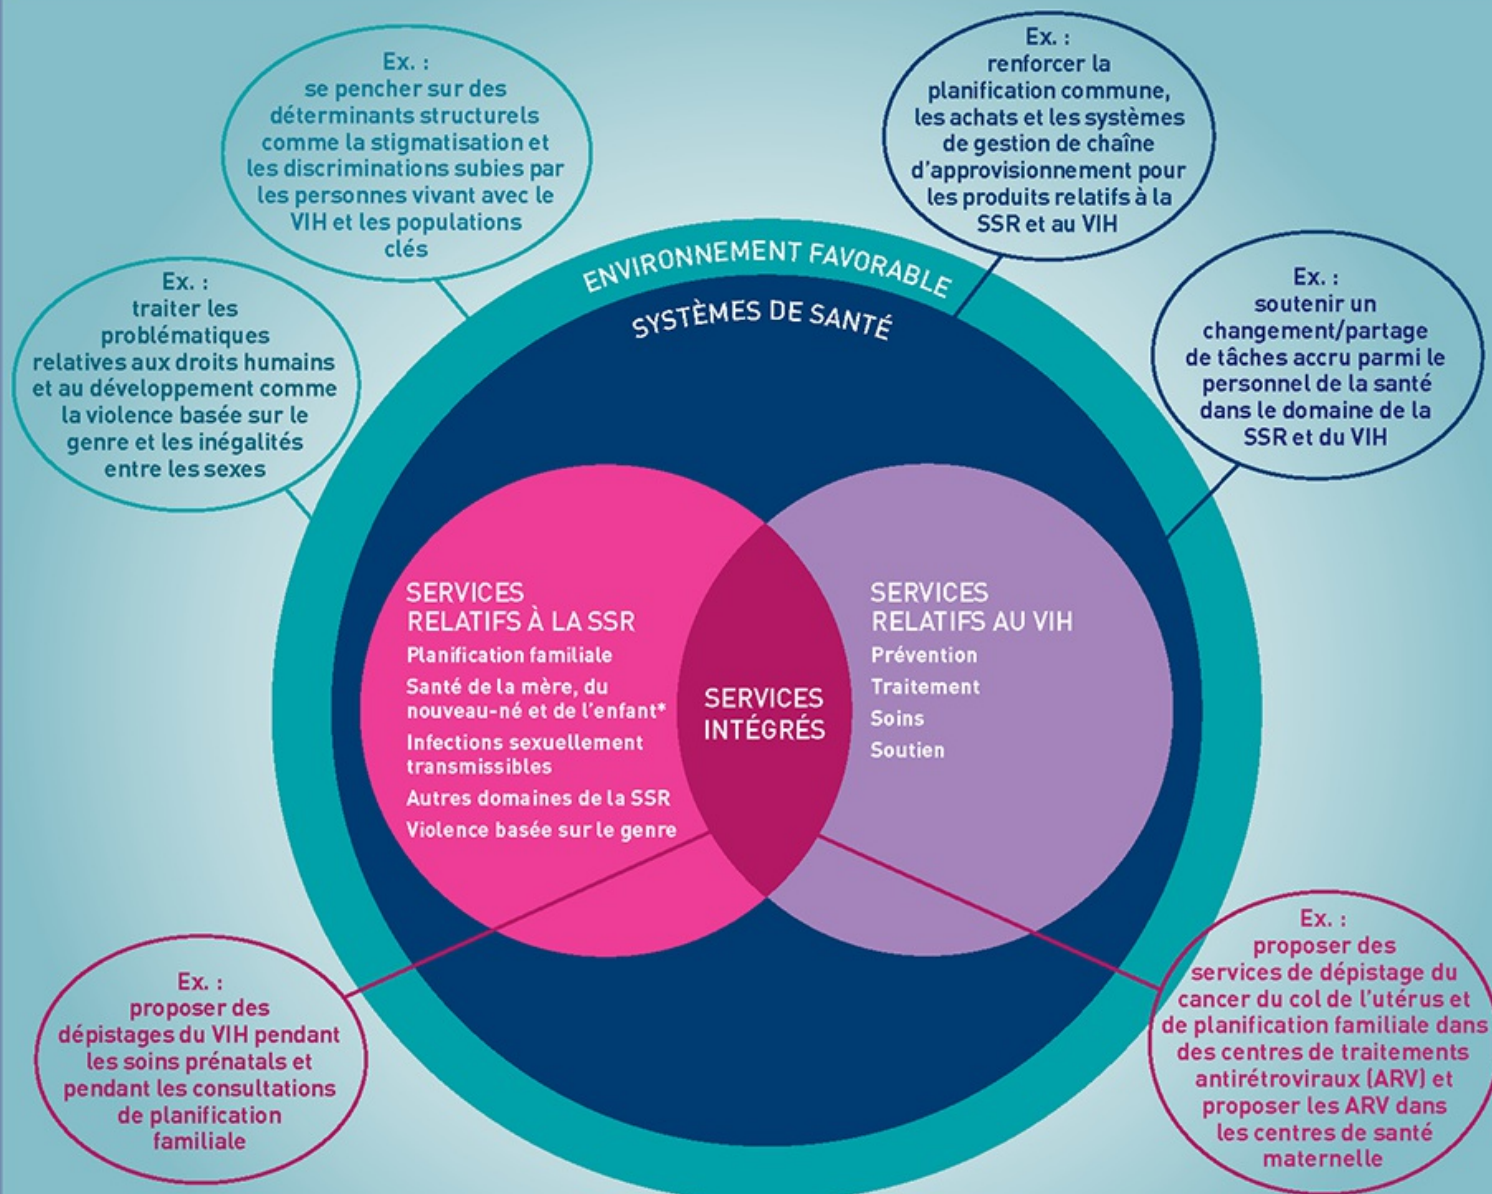 Ex. :
se pencher sur des
déterminants structurels
comme la stigmatisation et
les discriminations subies par
les personnes vivant avec le
VIH et les populations
clés
Ex. :
renforcer la
planification commune,
les achats et les systèmes
de gestion de chaîne
d’approvisionnement pour
les produits relatifs à la
SSR et au VIH
Ex. :
traiter les
problématiques
relatives aux droits humains
et au développement comme
la violence basée sur le
genre et les inégalités
entre les sexes
Ex. :
soutenir un
changement/partage
de tâches accru parmi le
personnel de la santé
dans le domaine de la
SSR et du VIH
ENVIRONNEMENT FAVORABLE
SYSTÈMES DE SANTÉ
SERVICES
RELATIFS À LA SSR
Planification familiale
Santé de la mère, du
nouveau-né et de l’enfant*
Infections sexuellement
transmissibles
Autres domaines de la SSR
Violence basée sur le genre
SERVICES
INTÉGRÉS
SERVICES
RELATIFS AU VIH
Prévention
Traitement
Soins
Soutien
Ex. :
proposer des
dépistages du VIH pendant
les soins prénatals et
pendant les consultations
de planification
familiale
Ex. :
proposer des
services de dépistage du
cancer du col de l’utérus et
de planification familiale dans
des centres de traitements
antirétroviraux (ARV) et
proposer les ARV dans
les centres de santé
maternelle